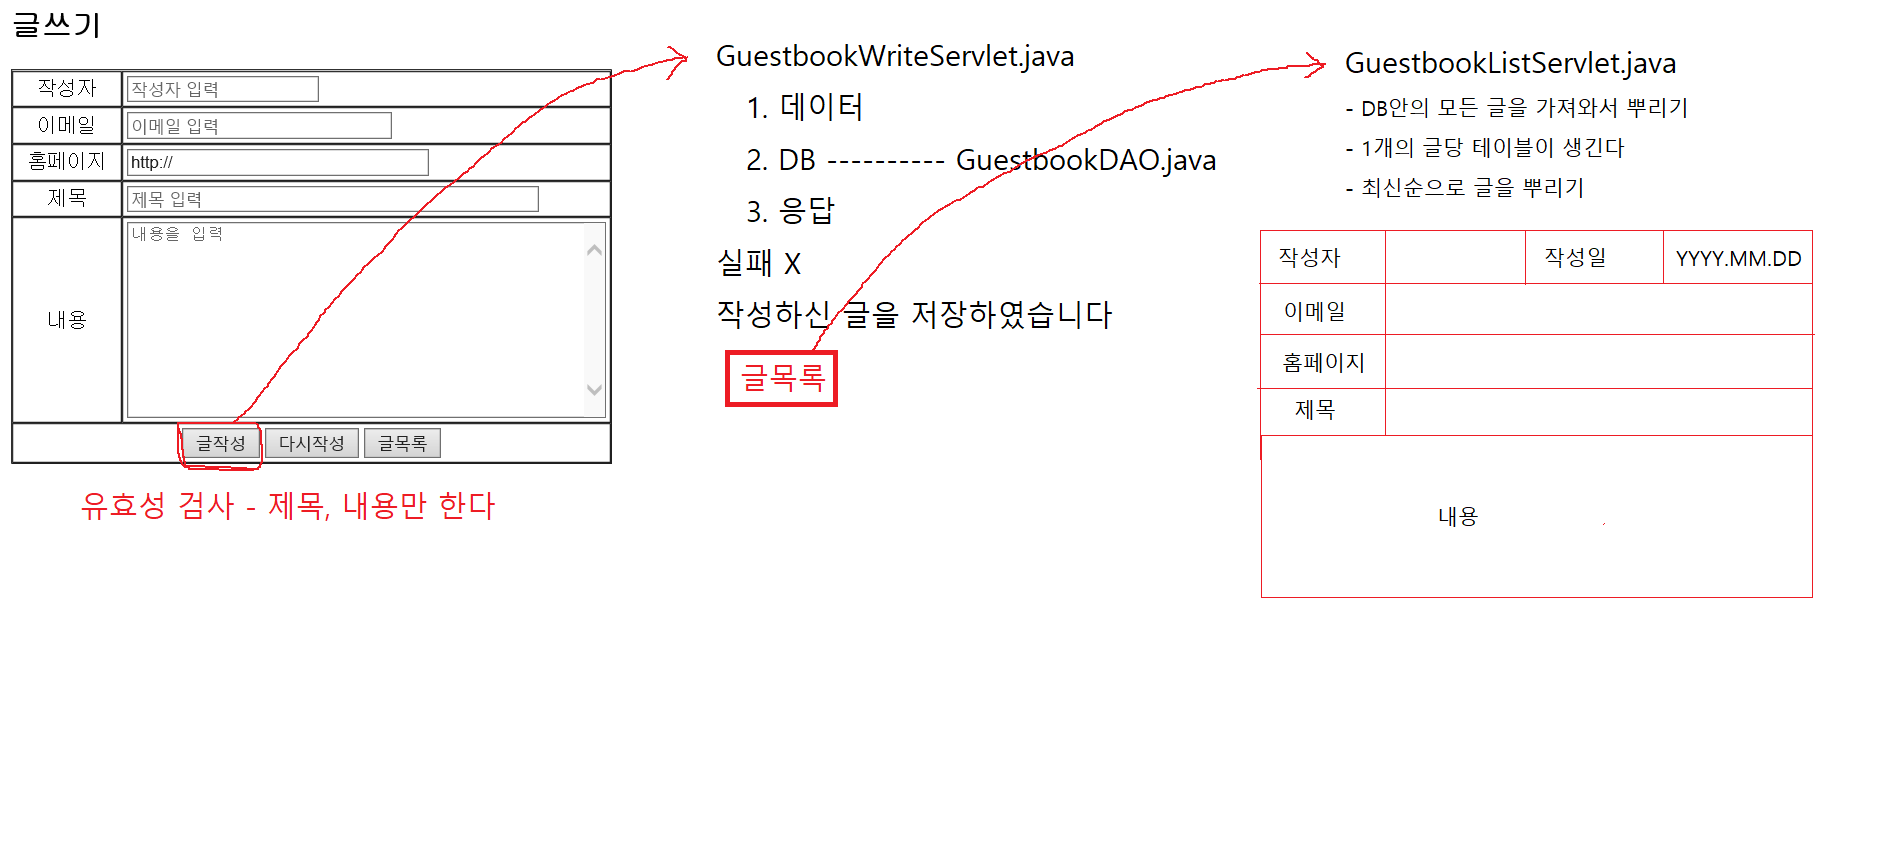 글쓰기
작성자
작성자 입력
이메일
이메일 입력
홈페이지
http://
제목
제목 입력
내용
내용을 입력
글작성 다시작성 글목록
유효성 검사 - 제목, 내용만 한다
GuestbookWriteServlet.java
1. 데이터
2. DB ---------- GuestbookDAO.java
3. 응답
실패 X
작성하신 글을 저장하였습니다
글목록
GuestbookListServlet.java
- DB안의 모든 글을 가져와서 뿌리기
- 1개의 글당 테이블이 생긴다
- 최신순으로 글을 뿌리기
작성자 작성일 YYYY.MM.DD
이메일
홈페이지
제목
내용